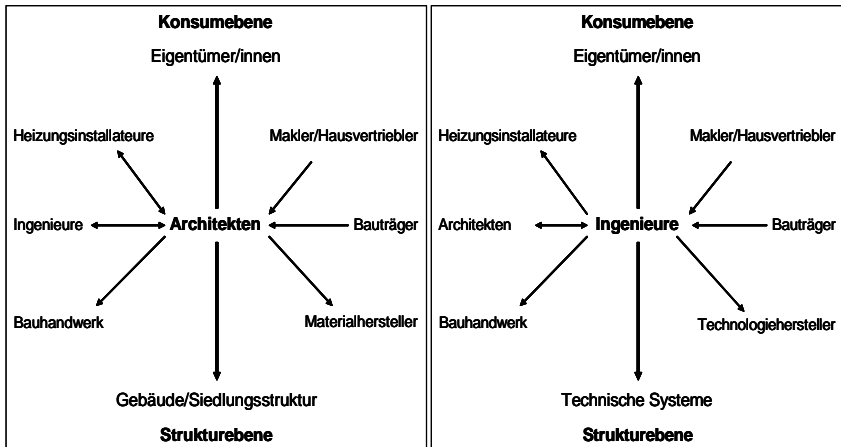 Konsumebene
Eigentümer/innen
Heizungsinstallateure
Makler/Hausvertriebler
Ingenieure
Architekten
Bauträger
Bauhandwerk
Materialhersteller
Gebäude/Siedlungsstruktur
Strukturebene
Konsumebene
Eigentümer/innen
Heizungsinstallateure
Makler/Hausvertriebler
Architekten
Ingenieure
Bauträger
Bauhandwerk
Technologiehersteller
Technische Systeme
Strukturebene